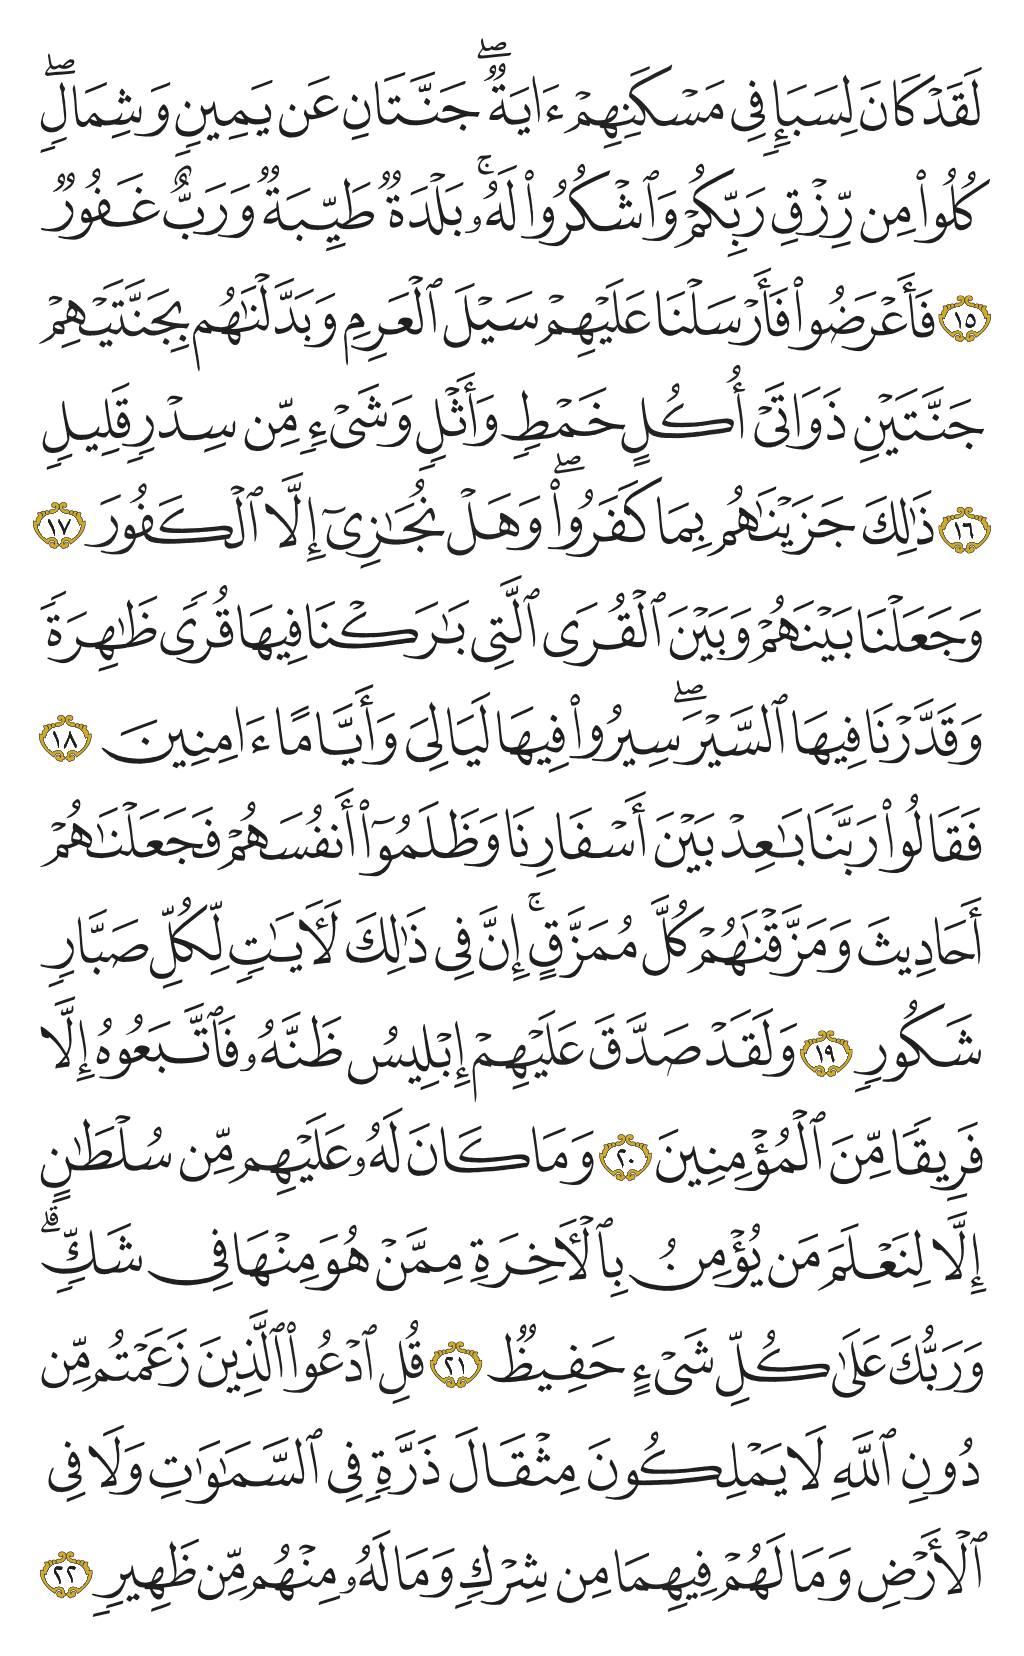 لَقَدْ كَانَ لِسَبَإٍ فِى مَسْكَنِهِمْ ءَايَةٌ ۖ جَنَّتَانِ عَن يَمِينٍ وَشِمَالٍ ۖ
كُلُوا۟ مِن رِّزْقِ رَبِّكُمْ وَٱشْكُرُوا۟ لَهُۥ ۚ بَلْدَةٌ طَيِّبَةٌ وَرَبٌّ غَفُورٌ
١٥ فَأَعْرَضُوا۟ فَأَرْسَلْنَا عَلَيْهِمْ سَيْلَ ٱلْعَرِمِ وَبَدَّلْنَٰهُم بِجَنَّتَيْهِمْ
جَنَّتَيْنِ ذَوَاتَىْ أُكُلٍ خَمْطٍ وَأَثْلٍ وَشَىْءٍ مِّن سِدْرٍ قَلِيلٍ
١٦ ذَٰلِكَ جَزَيْنَٰهُم بِمَا كَفَرُوا۟ ۖ وَهَلْ نُجَٰزِىٓ إِلَّا ٱلْكَفُورَ ١٧
وَجَعَلْنَا بَيْنَهُمْ وَبَيْنَ ٱلْقُرَى ٱلَّتِى بَٰرَكْنَا فِيهَا قُرًى ظَٰهِرَةً
وَقَدَّرْنَا فِيهَا ٱلسَّيْرَ ۖ سِيرُوا۟ فِيهَا لَيَالِىَ وَأَيَّامًا ءَامِنِينَ ١٨
فَقَالُوا۟ رَبَّنَا بَٰعِدْ بَيْنَ أَسْفَارِنَا وَظَلَمُوٓا۟ أَنفُسَهُمْ فَجَعَلْنَٰهُمْ
أَحَادِيثَ وَمَزَّقْنَٰهُمْ كُلَّ مُمَزَّقٍ ۚ إِنَّ فِى ذَٰلِكَ لَءَايَٰتٍ لِّكُلِّ صَبَّارٍ
شَكُورٍ ١٩ وَلَقَدْ صَدَّقَ عَلَيْهِمْ إِبْلِيسُ ظَنَّهُۥ فَٱتَّبَعُوهُ إِلَّا
فَرِيقًا مِّنَ ٱلْمُؤْمِنِينَ ٢٠ وَمَا كَانَ لَهُۥ عَلَيْهِم مِّن سُلْطَٰنٍ
إِلَّا لِنَعْلَمَ مَن يُؤْمِنُ بِٱلْءَاخِرَةِ مِمَّنْ هُوَ مِنْهَا فِى شَكٍّ ۗ
وَرَبُّكَ عَلَىٰ كُلِّ شَىْءٍ حَفِيظٌ ٢١ قُلِ ٱدْعُوا۟ ٱلَّذِينَ زَعَمْتُم مِّن
دُونِ ٱللَّهِ لَا يَمْلِكُونَ مِثْقَالَ ذَرَّةٍ فِى ٱلسَّمَٰوَٰتِ وَلَا فِى
ٱلْأَرْضِ وَمَا لَهُمْ فِيهِمَا مِن شِرْكٍ وَمَا لَهُۥ مِنْهُم مِّن ظَهِيرٍ ٢٢